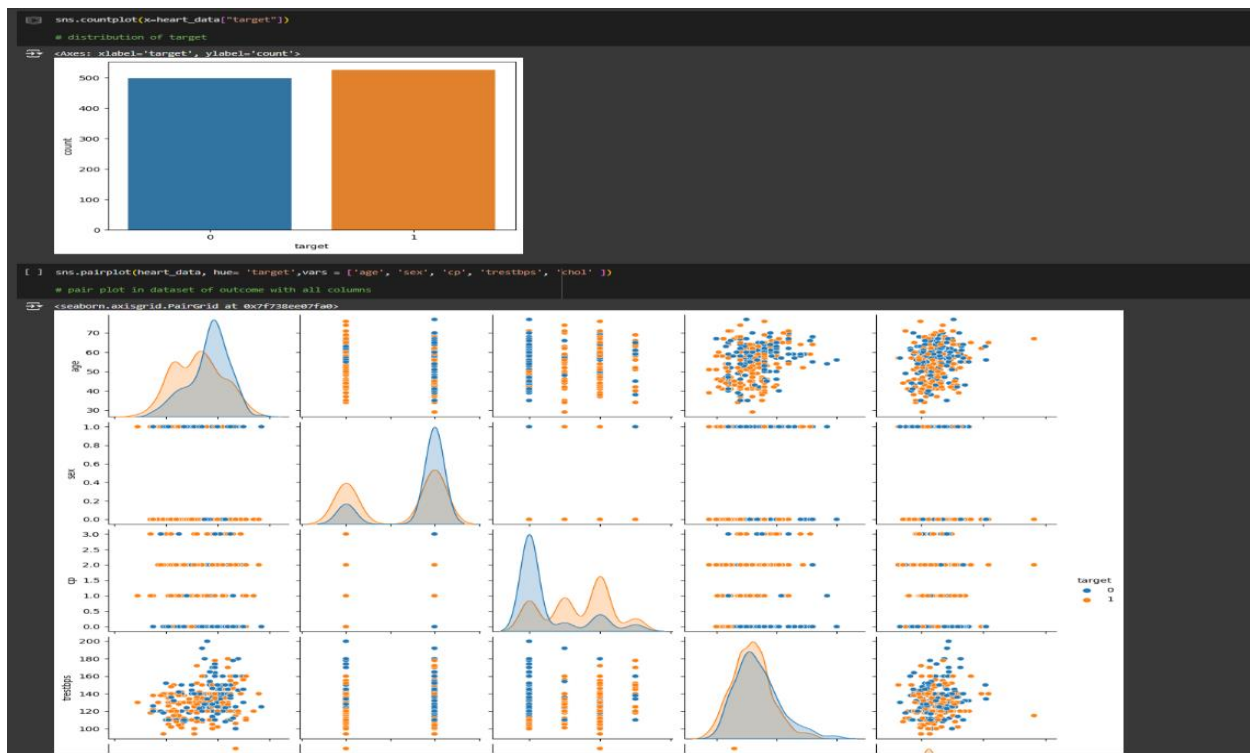 sns.countplot(x=heart_data["target"])
# distribution of target
<Axes: xlabel='target', ylabel='count'>
500
400
300
200
100
0
count
0 1
target
[ ] sns.pairplot(heart_data, hue= 'target',vars = ['age', 'sex', 'cp', 'trestbps', 'chol' ])
# pair plot in dataset of outcome with all columns
<seaborn.axisgrid.PairGrid at 0x7f738ee07fa0>
70
60
50
40
30
age
1.0
0.8
0.6
0.4
0.2
0.0
sex
3.0
2.5
2.0
1.5
1.0
0.5
0.0
cp
target
0
1
200
180
160
140
120
100
trestbps